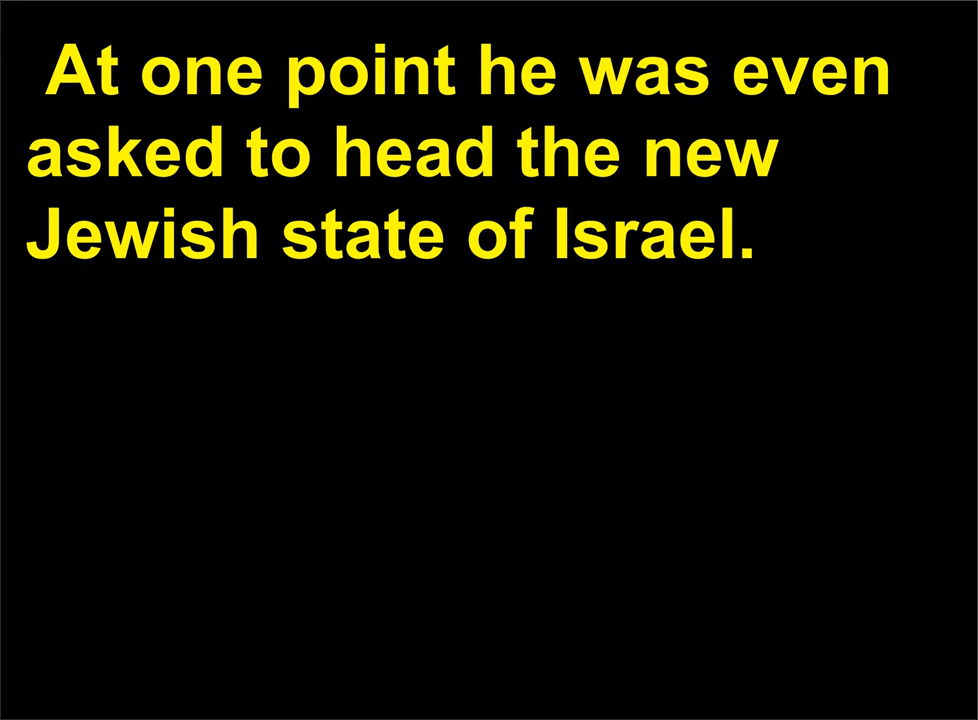 At one point he was even
asked to head the new
Jewish state of Israel.